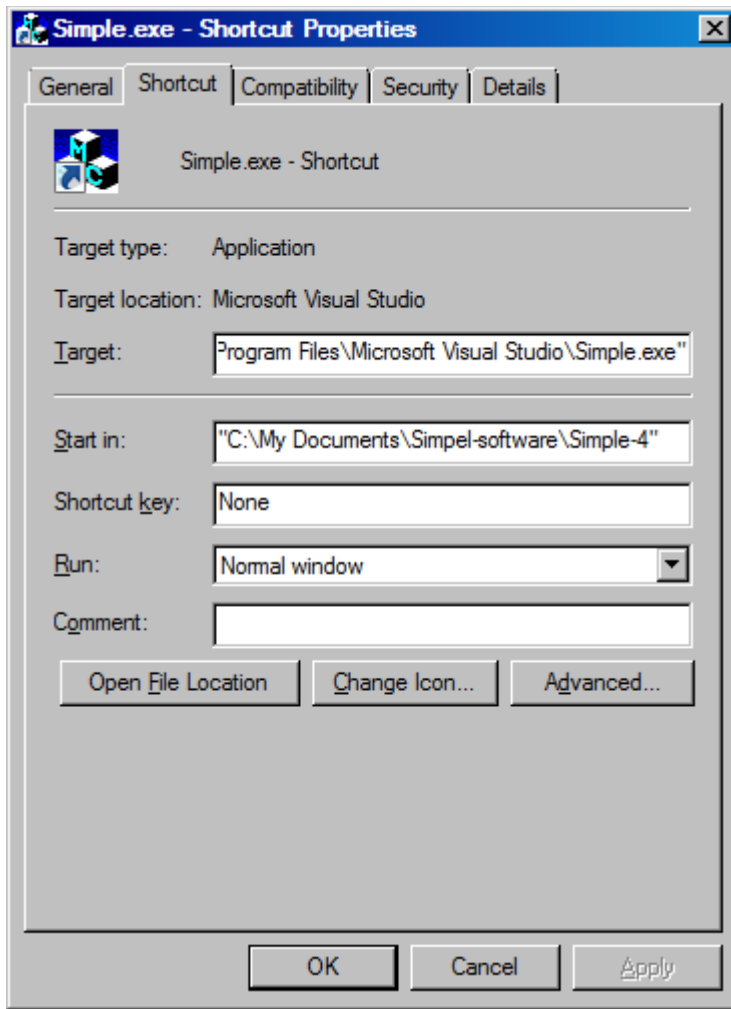 Simple.exe - Shortcut Properties
General Shortcut Compatibility Security Details
MC
Simple.exe - Shortcut
Target type: Application
Target location: Microsoft Visual Studio
Target: Program Files\Microsoft Visual Studio\Simple.exe"
Start in: "C:\My Documents\Simpel-software\Simple-4"
Shortcut key: None
Run: Normal window
Comment:
Open File Location Change Icon... Advanced...
OK Cancel Apply